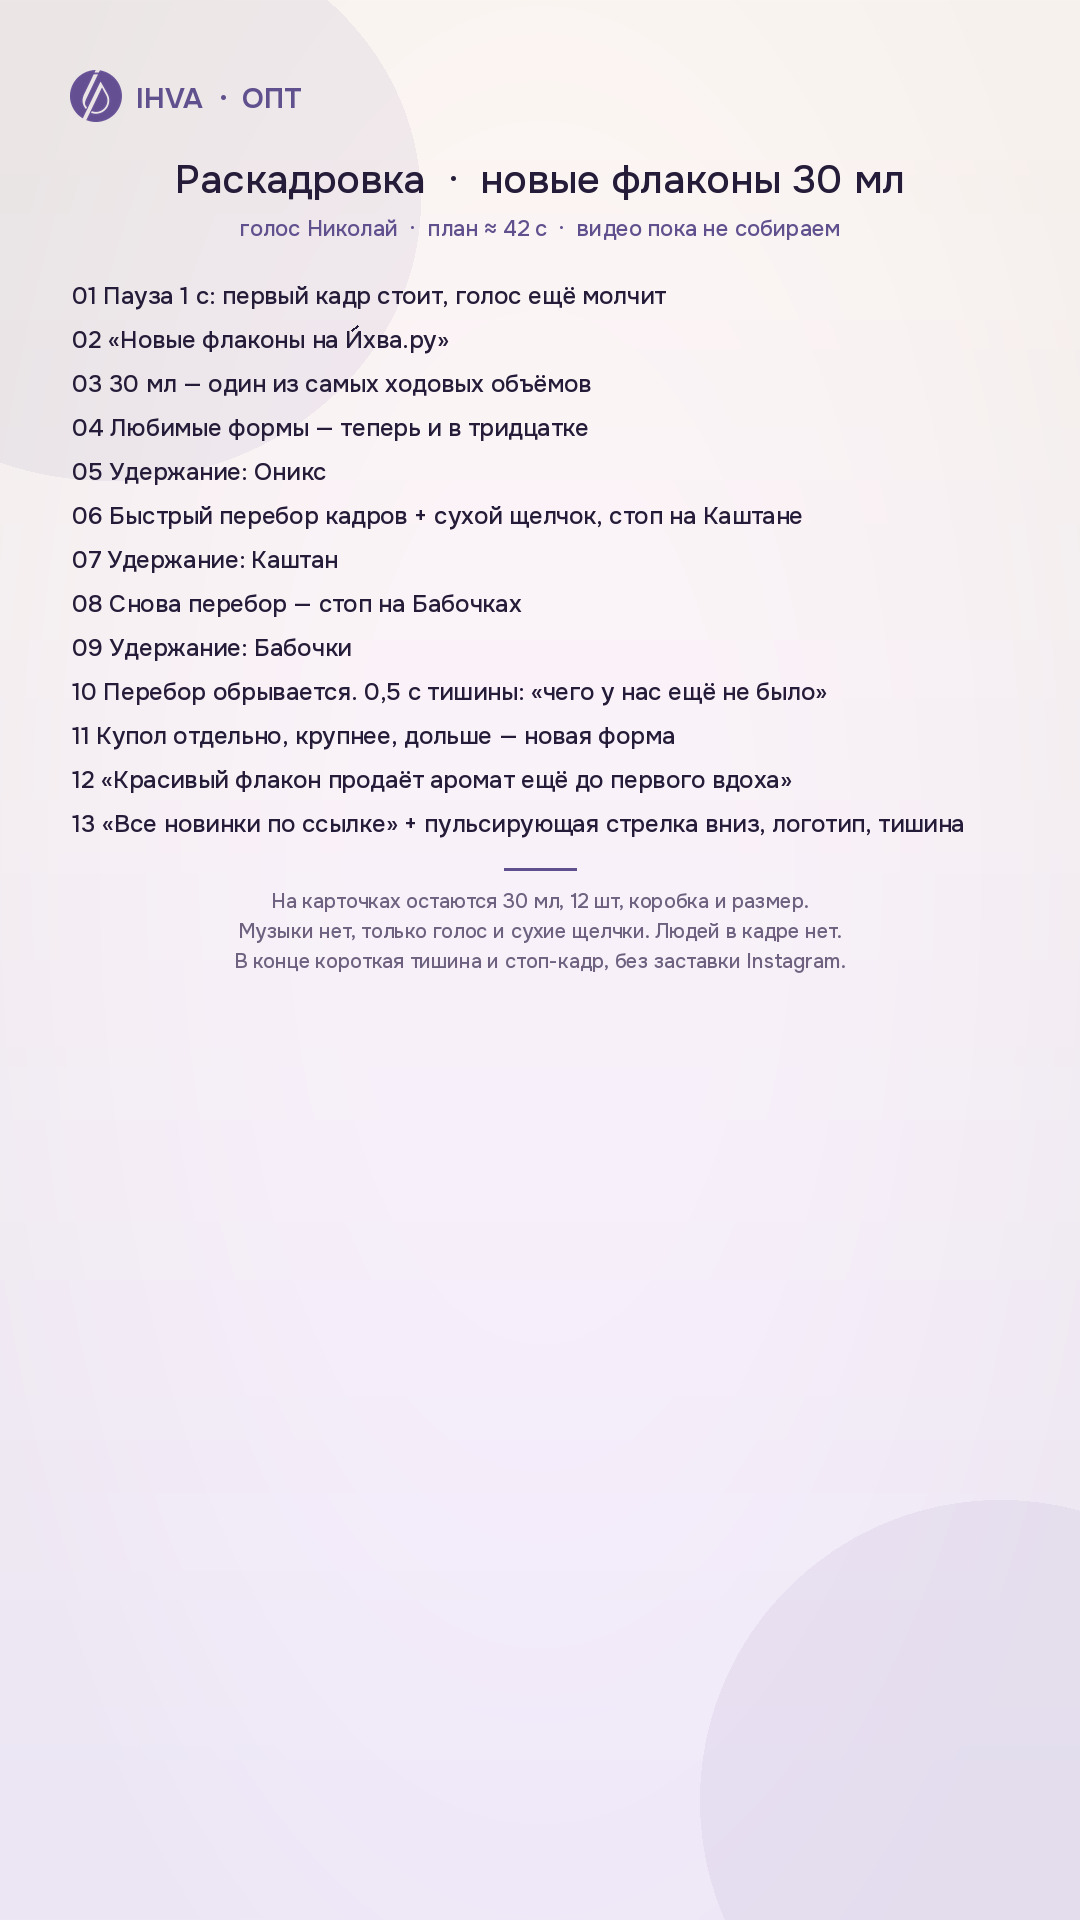 IHVA · ОПТ
Раскадровка · новые флаконы 30 мл
голос Николай · план ≈ 42 с · видео пока не собираем
01 Пауза 1 с: первый кадр стоит, голос ещё молчит
02 «Новые флаконы на И́хва.ру»
03 30 мл — один из самых ходовых объёмов
04 Любимые формы — теперь и в тридцатке
05 Удержание: Оникс
06 Быстрый перебор кадров + сухой щелчок, стоп на Каштане
07 Удержание: Каштан
08 Снова перебор — стоп на Бабочках
09 Удержание: Бабочки
10 Перебор обрывается. 0,5 с тишины: «чего у нас ещё не было»
11 Купол отдельно, крупнее, дольше — новая форма
12 «Красивый флакон продаёт аромат ещё до первого вдоха»
13 «Все новинки по ссылке» + пульсирующая стрелка вниз, логотип, тишина
На карточках остаются 30 мл, 12 шт, коробка и размер.
Музыки нет, только голос и сухие щелчки. Людей в кадре нет.
В конце короткая тишина и стоп-кадр, без заставки Instagram.